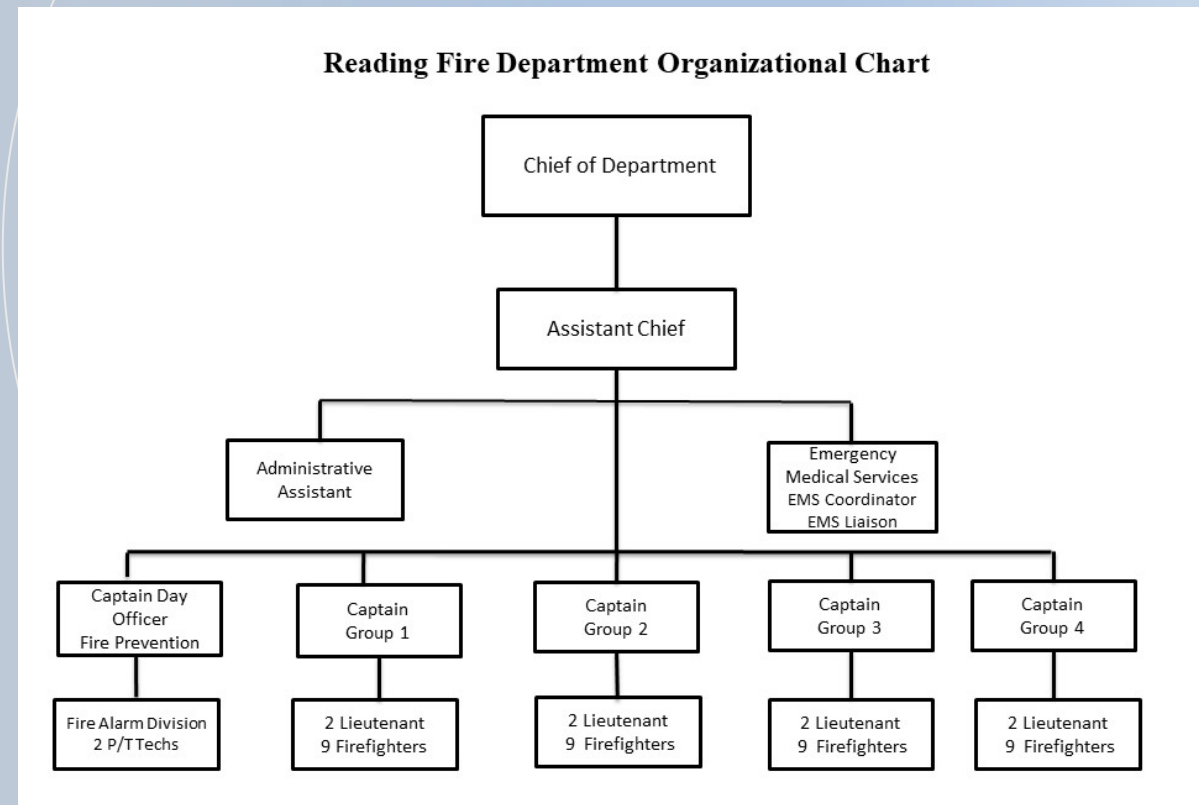 Reading Fire Department Organizational Chart
Chief of Department
Assistant Chief
Administrative
Assistant
Emergency
Medical Services
EMS Coordinator
EMS Liaison
Captain Day
Officer
Fire Prevention
Captain
Group 1
Captain
Group 2
Captain
Group 3
Captain
Group 4
Fire Alarm Division
2 P/T Techs
2 Lieutenant
9 Firefighters
2 Lieutenant
9 Firefighters
2 Lieutenant
9 Firefighters
2 Lieutenant
9 Firefighters